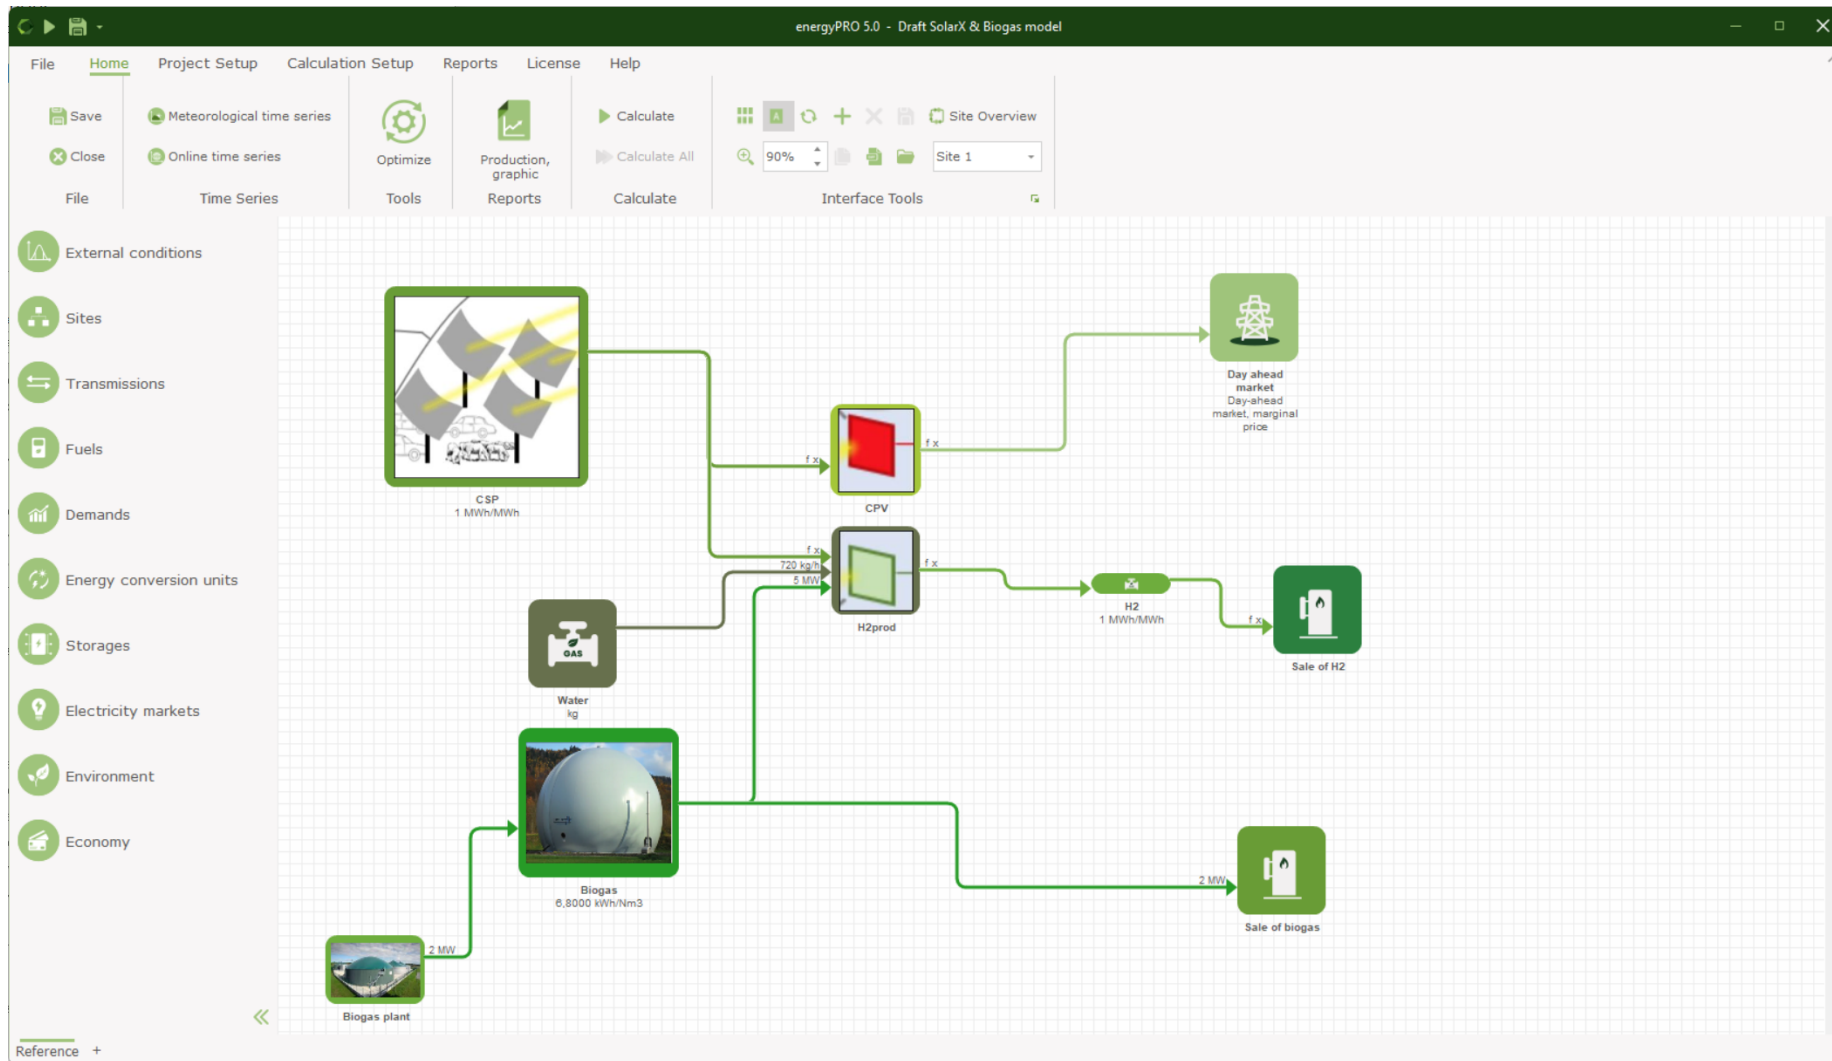 energyPRO 5.0 - Draft SolarX & Biogas model
File Home Project Setup Calculation Setup Reports License Help
Save
Close
File
Meteorological time series
Online time series
Time Series
Optimize
Tools
Production,
graphic
Reports
Calculate
Calculate All
Calculate
Site Overview
90%
Site 1
Interface Tools
External conditions
Sites
Transmissions
Fuels
Demands
Energy conversion units
Storages
Electricity markets
Environment
Economy
CSP
1 MWh/MWh
f x
f x
CPV
Day ahead
market
Day-ahead
market, marginal
price
f x
720 kg/h
5 MW
f x
H2prod
H2
1 MWh/MWh
f x
Sale of H2
GAS
Water
kg
Biogas
6,8000 kWh/Nm3
2 MW
Sale of biogas
2 MW
Biogas plant
Reference +